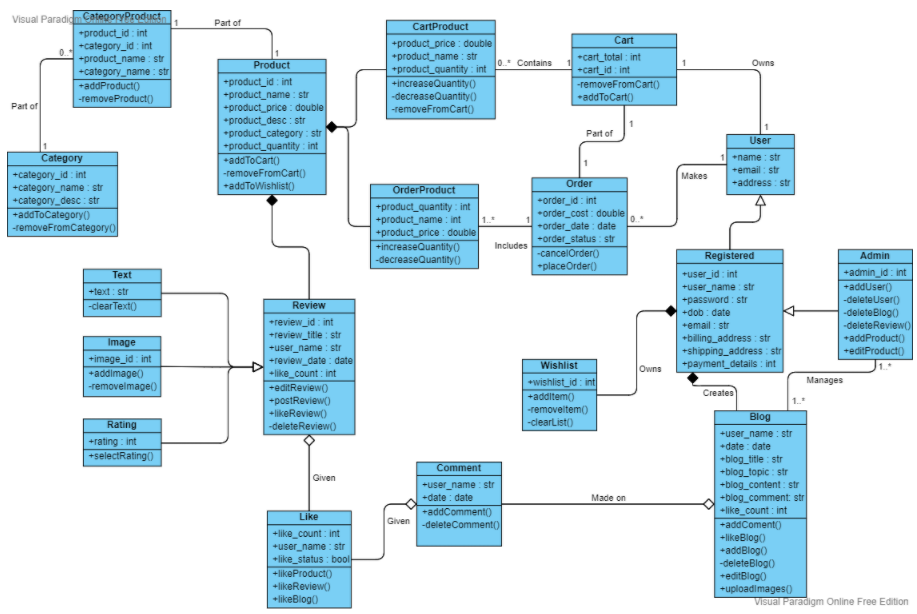 Visual Paradigm Online Free Edition
CategoryProduct
+product_id : int
+category_id : int
+product_name : str
+category_name : str
+addProduct()
-removeProduct()
1
Part of
1
0..*
Part of
1
Category
+category_id : int
+category_name : str
+category_desc : str
+addToCategory()
-removeFromCategory()
Product
+product_id : int
+product_name : str
+product_price : double
+product_desc : str
+product_category : str
+product_quantity : int
+addToCart()
-removeFromCart()
+addToWishlist()
CartProduct
+product_price : double
+product_name : str
+product_quantity : int
+increaseQuantity()
-decreaseQuantity()
-removeFromCart()
0..*
Contains
1
Cart
+cart_total : int
+cart_id : int
-removeFromCart()
+addToCart()
1
Owns
1
1
Part of
1
User
+name : str
+email : str
+address : str
OrderProduct
+product_quantity : int
+product_name : int
+product_price : double
+increaseQuantity()
-decreaseQuantity()
1..*
Includes
1
Order
+order_id : int
+order_cost : double
+order_date : date
+order_status : str
-cancelOrder()
+placeOrder()
0..*
Makes
1
Registered
+user_id : int
+user_name : str
+password : str
+dob : date
+email : str
+billing_address : str
+shipping_address : str
+payment_details : int
Admin
+admin_id : int
+addUser()
-deleteUser()
-deleteBlog()
-deleteReview()
+addProduct()
+editProduct()
1..*
Manages
1..*
Creates
Text
+text : str
-clearText()
Image
+image_id : int
+addImage()
-removeImage()
Rating
+rating : int
+selectRating()
Review
+review_id : int
+review_title : str
+user_name : str
+review_date : date
+like_count : int
+editReview()
+postReview()
+likeReview()
-deleteReview()
Wishlist
+wishlist_id : int
+addItem()
-removeItem()
-clearList()
Owns
Given
Like
+like_count : int
+user_name : str
+like_status : bool
+likeProduct()
+likeReview()
+likeBlog()
Given
Comment
+user_name : str
+date : date
+addComment()
-deleteComment()
Made on
Blog
+user_name : str
+date : date
+blog_title : str
+blog_topic : str
+blog_content : str
+blog_comment: str
+like_count : int
+addComent()
+likeBlog()
+addBlog()
-deleteBlog()
+editBlog()
+uploadImages()
Visual Paradigm Online Free Edition